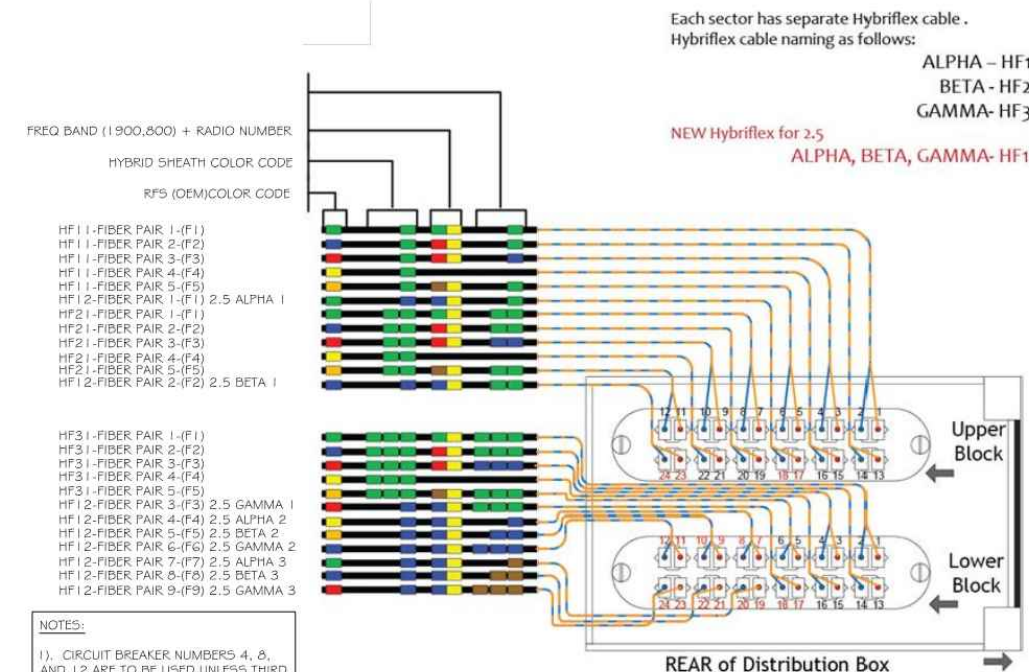 Each sector has separate Hybriflex cable .
Hybriflex cable naming as follows:
ALPHA – HF1
BETA - HF2
GAMMA- HF3
NEW Hybriflex for 2.5
ALPHA, BETA, GAMMA- HF1
FREQ BAND (1900,800) + RADIO NUMBER
HYBRID SHEATH COLOR CODE
RFS (OEM)COLOR CODE
HF11-FIBER PAIR 1-(F1)
HF11-FIBER PAIR 2-(F2)
HF11-FIBER PAIR 3-(F3)
HF11-FIBER PAIR 4-(F4)
HF11-FIBER PAIR 5-(F5)
HF12-FIBER PAIR 1-(F1) 2.5 ALPHA 1
HF21-FIBER PAIR 1-(F1)
HF21-FIBER PAIR 2-(F2)
HF21-FIBER PAIR 3-(F3)
HF21-FIBER PAIR 4-(F4)
HF21-FIBER PAIR 5-(F5)
HF12-FIBER PAIR 2-(F2) 2.5 BETA 1
12 11 10 9 8 7 6 5 4 3 2 1
Upper
Block
24 23 22 21 20 19 18 17 16 15 14 13
HF31-FIBER PAIR 1-(F1)
HF31-FIBER PAIR 2-(F2)
HF31-FIBER PAIR 3-(F3)
HF31-FIBER PAIR 4-(F4)
HF31-FIBER PAIR 5-(F5)
HF12-FIBER PAIR 3-(F3) 2.5 GAMMA 1
HF12-FIBER PAIR 4-(F4) 2.5 ALPHA 2
HF12-FIBER PAIR 5-(F5) 2.5 BETA 2
HF12-FIBER PAIR 6-(F6) 2.5 GAMMA 2
HF12-FIBER PAIR 7-(F7) 2.5 ALPHA 3
HF12-FIBER PAIR 8-(F8) 2.5 BETA 3
HF12-FIBER PAIR 9-(F9) 2.5 GAMMA 3
12 11 10 9 8 7 6 5 4 3 2 1
Lower
Block
24 23 22 21 20 19 18 17 16 15 14 13
NOTES:
1). CIRCUIT BREAKER NUMBERS 4, 8,
AND 12 ARE TO BE USED UNLESS THIRD
REAR of Distribution Box